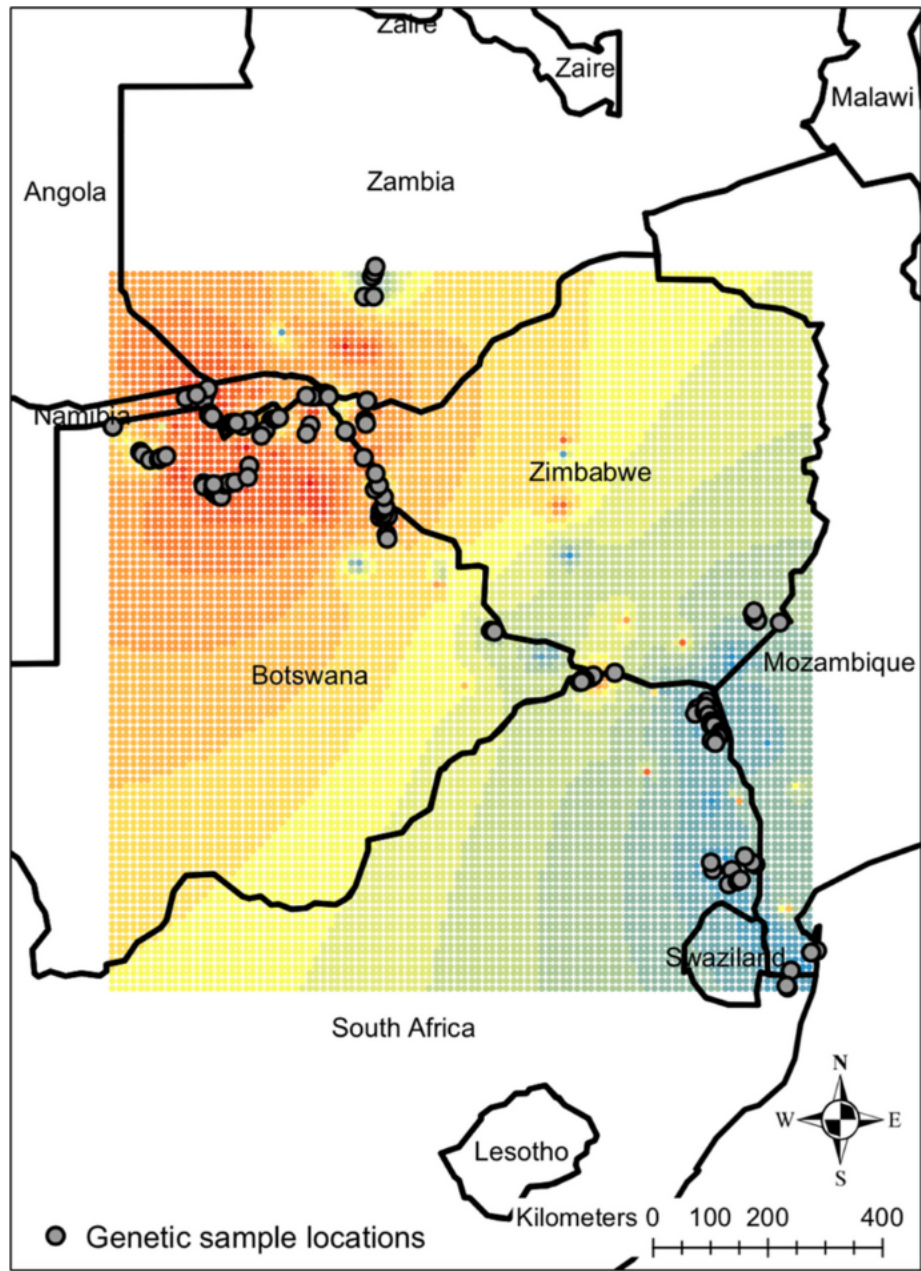 Zaire
Zaire
Malawi
Angola
Zambia
Namibia
Zimbabwe
Botswana
Mozambique
Swaziland
South Africa
N
W E
S
Lesotho
Kilometers 0 100 200 400
Genetic sample locations